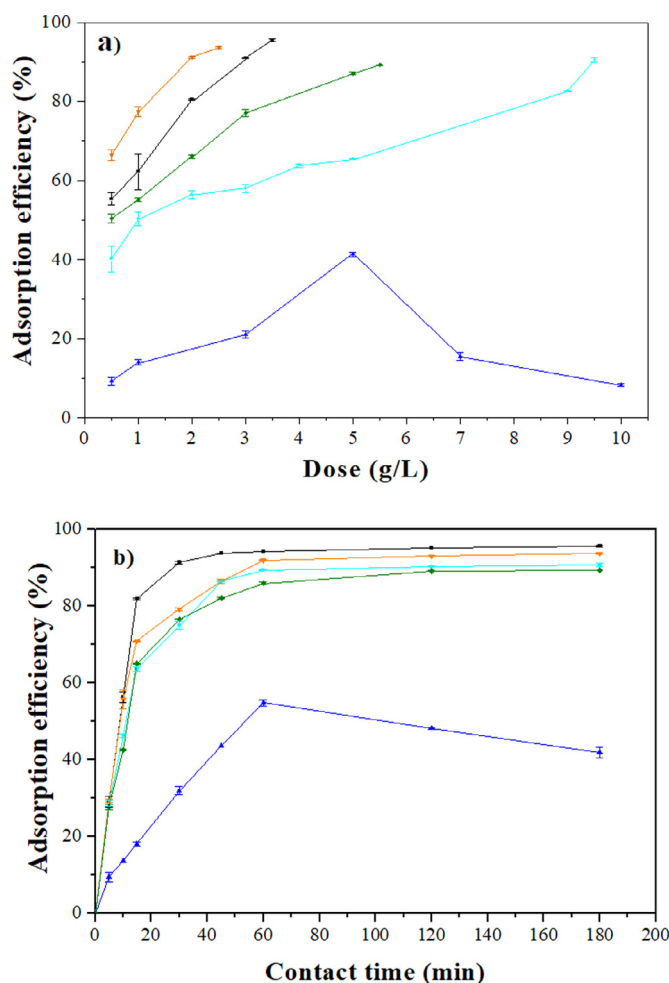 a)
Adsorption efficiency (%)
100
80
60
40
20
0
0 1 2 3 4 5 6 7 8 9 10
Dose (g/L)
b)
Adsorption efficiency (%)
100
80
60
40
20
0
0 20 40 60 80 100 120 140 160 180 200
Contact time (min)